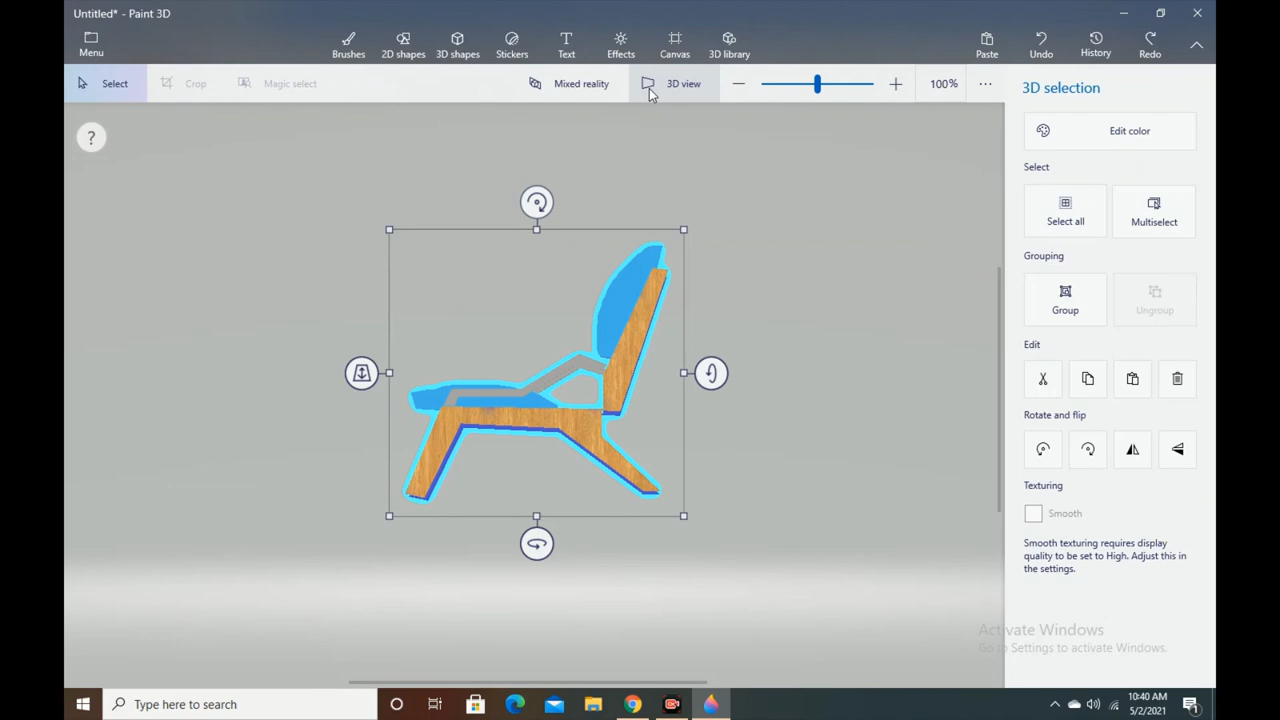 Untitled* - Paint 3D
Menu
Brushes
2D shapes
3D shapes
Stickers
Text
Effects
Canvas
3D library
Paste
Undo
History
Redo
Select
Crop
Magic select
Mixed reality
3D view
100%
?
3D selection
Edit color
Select
Select all
Multiselect
Grouping
Group
Ungroup
Edit
Rotate and flip
Texturing
Smooth
Smooth texturing requires display
quality to be set to High. Adjust this in
the settings.
Activate Windows
Go to Settings to activate Windows.
Type here to search
10:40 AM
5/2/2021
1